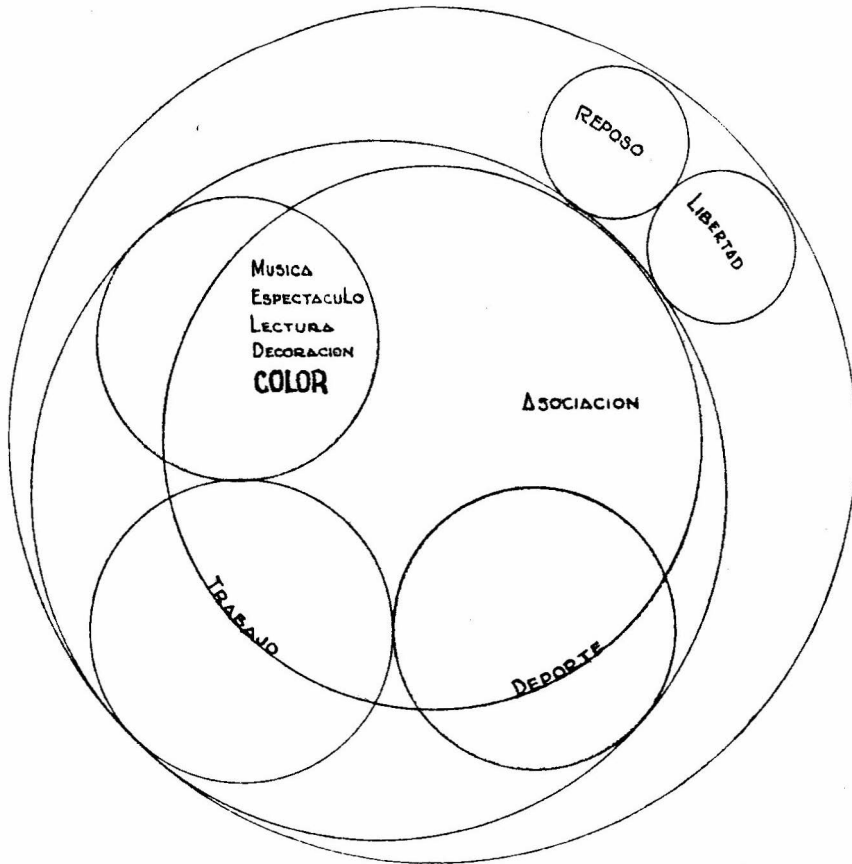 REPOSO
LIBERTAD
MUSICA
ESPECTACULO
LECTURA
DECORACION
COLOR
ASOCIACION
TRABAJO
DEPORTE